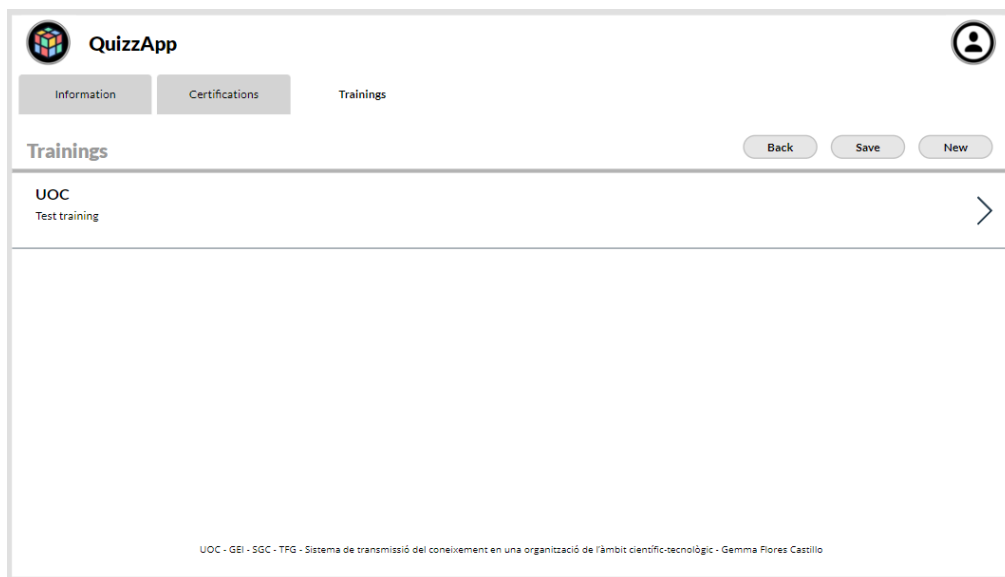 QuizzApp
Information Certifications Trainings
Trainings Back Save New
UOC
Test training
UOC - GEI - SGC - TFG - Sistema de transmissió del coneixement en una organització de l'àmbit científic-tecnològic - Gemma Flores Castillo